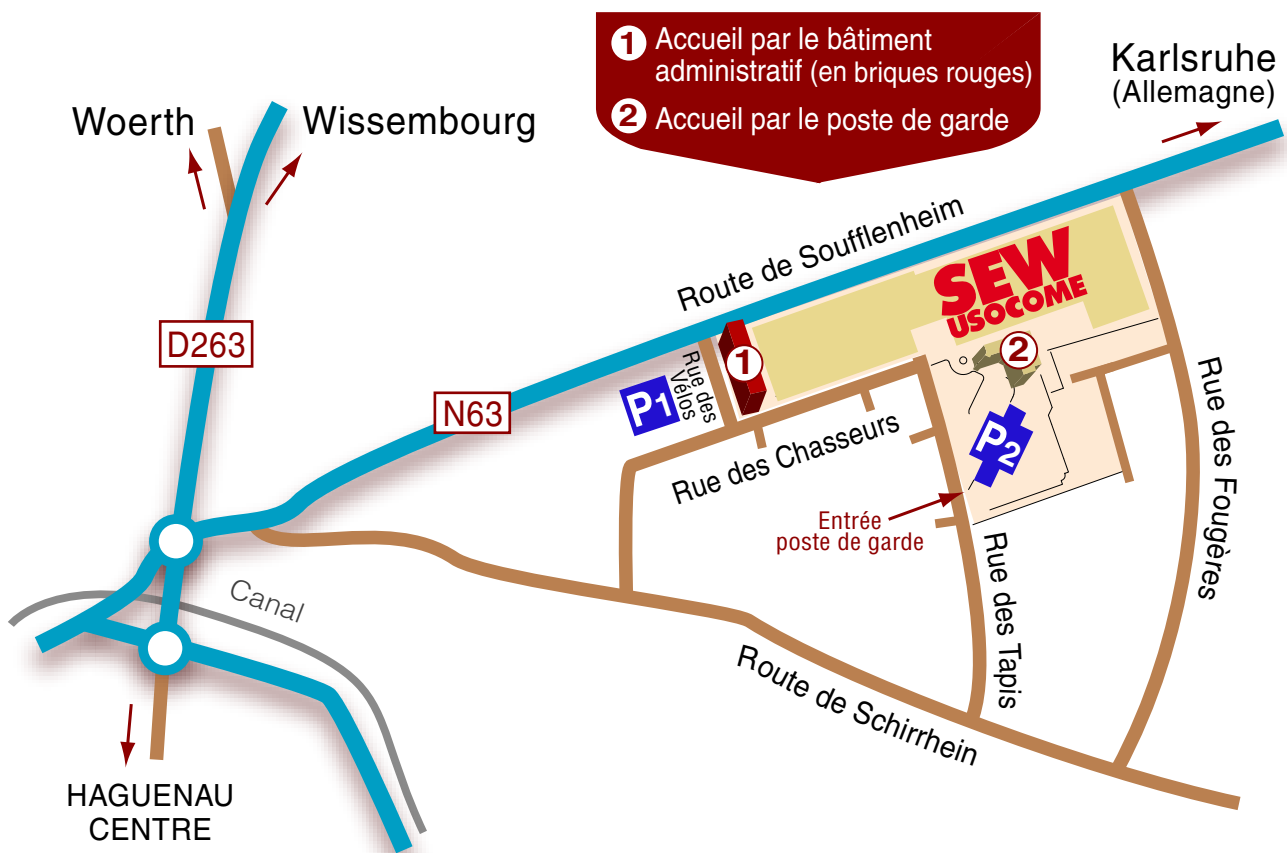 1 Accueil par le bâtiment
administratif (en briques rouges)
2 Accueil par le poste de garde
Karlsruhe
(Allemagne)
Woerth
Wissembourg
Route de Soufflenheim
SEW
USOCOME
D263
N63
P1
Rue des
Vélos
1
2
P2
Rue des Chasseurs
Rue des Fougères
Entrée
poste de garde
Rue des Tapis
Canal
Route de Schirrhein
HAGUENAU
CENTRE